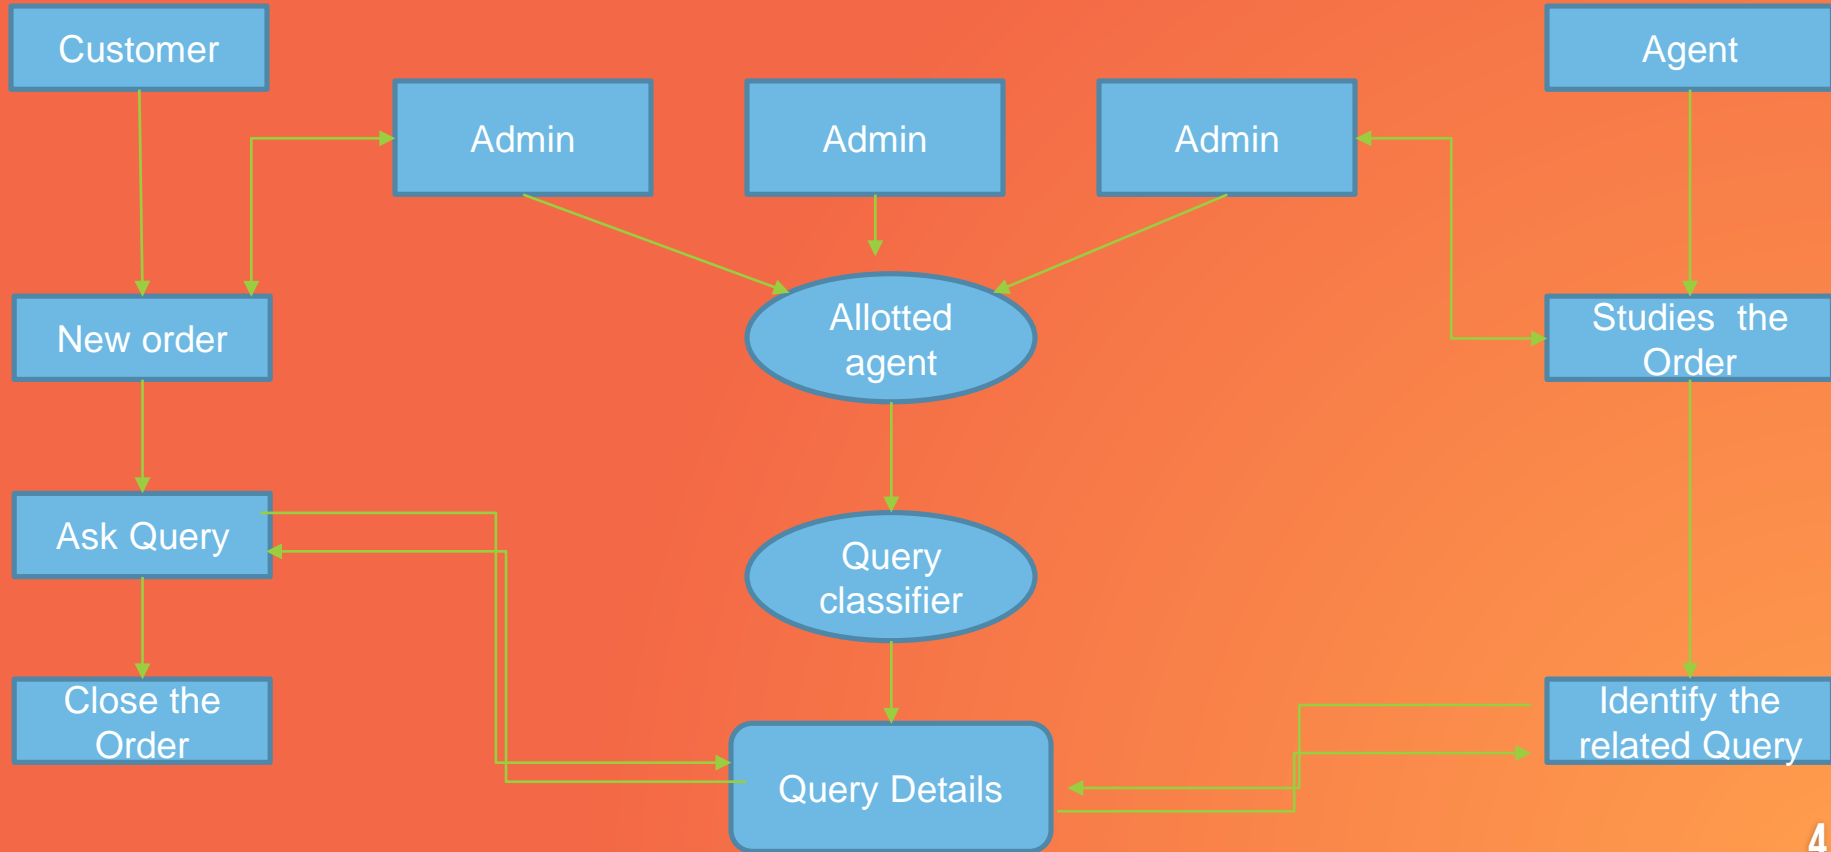 Customer
Agent
Admin
Admin
Admin
New order
Allotted
agent
Studies  the
Order
Ask Query
Query
classifier
Close the
Order
Identify the
related Query
Query Details
4